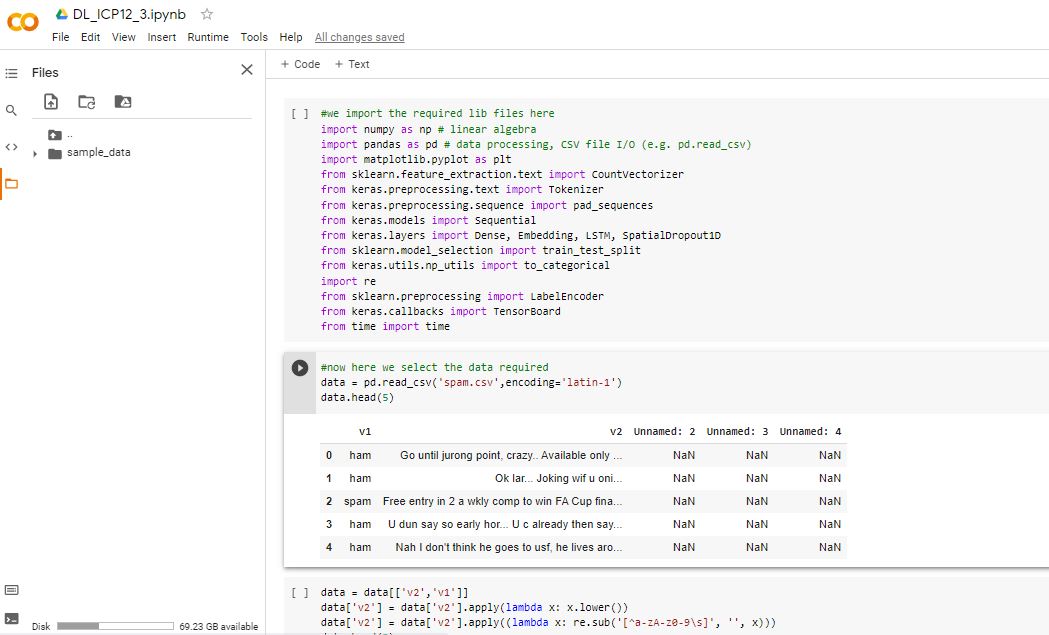 DL_ICP12_3.ipynb
File Edit View Insert Runtime Tools Help All changes saved
Files
..
sample_data
Disk 69.23 GB available
+ Code + Text
[ ] #we import the required lib files here
import numpy as np # linear algebra
import pandas as pd # data processing, CSV file I/O (e.g. pd.read_csv)
import matplotlib.pyplot as plt
from sklearn.feature_extraction.text import CountVectorizer
from keras.preprocessing.text import Tokenizer
from keras.preprocessing.sequence import pad_sequences
from keras.models import Sequential
from keras.layers import Dense, Embedding, LSTM, SpatialDropout1D
from sklearn.model_selection import train_test_split
from keras.utils.np_utils import to_categorical
import re
from sklearn.preprocessing import LabelEncoder
from keras.callbacks import TensorBoard
from time import time
#now here we select the data required
data = pd.read_csv('spam.csv',encoding='latin-1')
data.head(5)
v1 v2 Unnamed: 2 Unnamed: 3 Unnamed: 4
0 ham Go until jurong point, crazy.. Available only ... NaN NaN NaN
1 ham Ok lar... Joking wif u oni... NaN NaN NaN
2 spam Free entry in 2 a wkly comp to win FA Cup fina... NaN NaN NaN
3 ham U dun say so early hor... U c already then say... NaN NaN NaN
4 ham Nah I don't think he goes to usf, he lives aro... NaN NaN NaN
[ ] data = data[['v2','v1']]
data['v2'] = data['v2'].apply(lambda x: x.lower())
data['v2'] = data['v2'].apply((lambda x: re.sub('[^a-zA-z0-9\s]', '', x)))